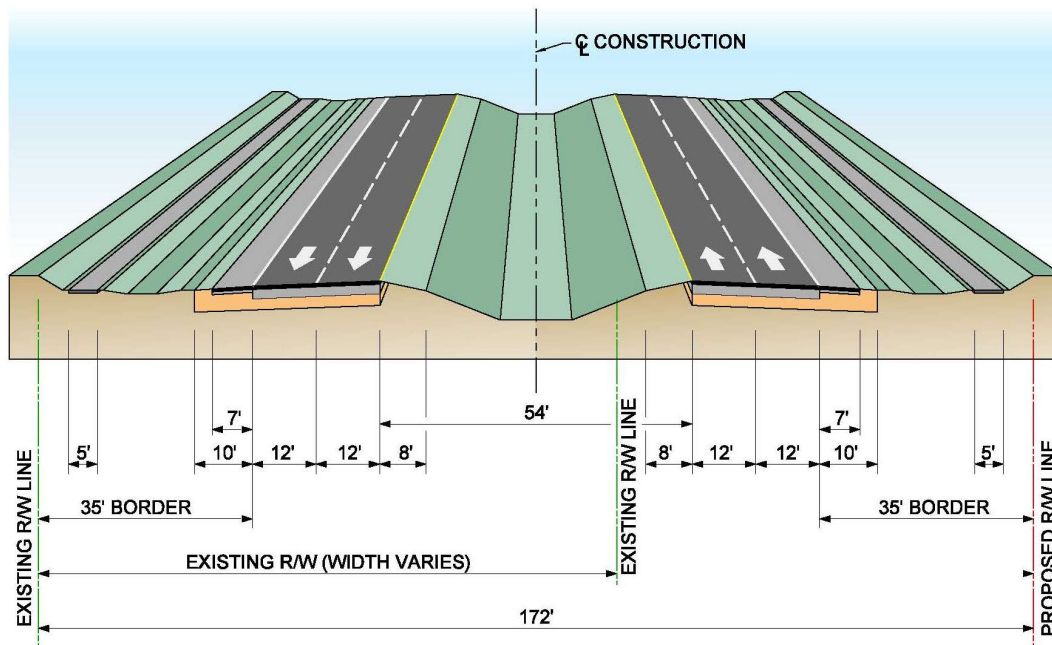 ℄ CONSTRUCTION
54'
7'
7'
5'
10'
12'
12'
8'
8'
12'
12'
10'
5'
35' BORDER
35' BORDER
EXISTING R/W (WIDTH VARIES)
172'
EXISTING R/W LINE
EXISTING R/W LINE
PROPOSED R/W LINE